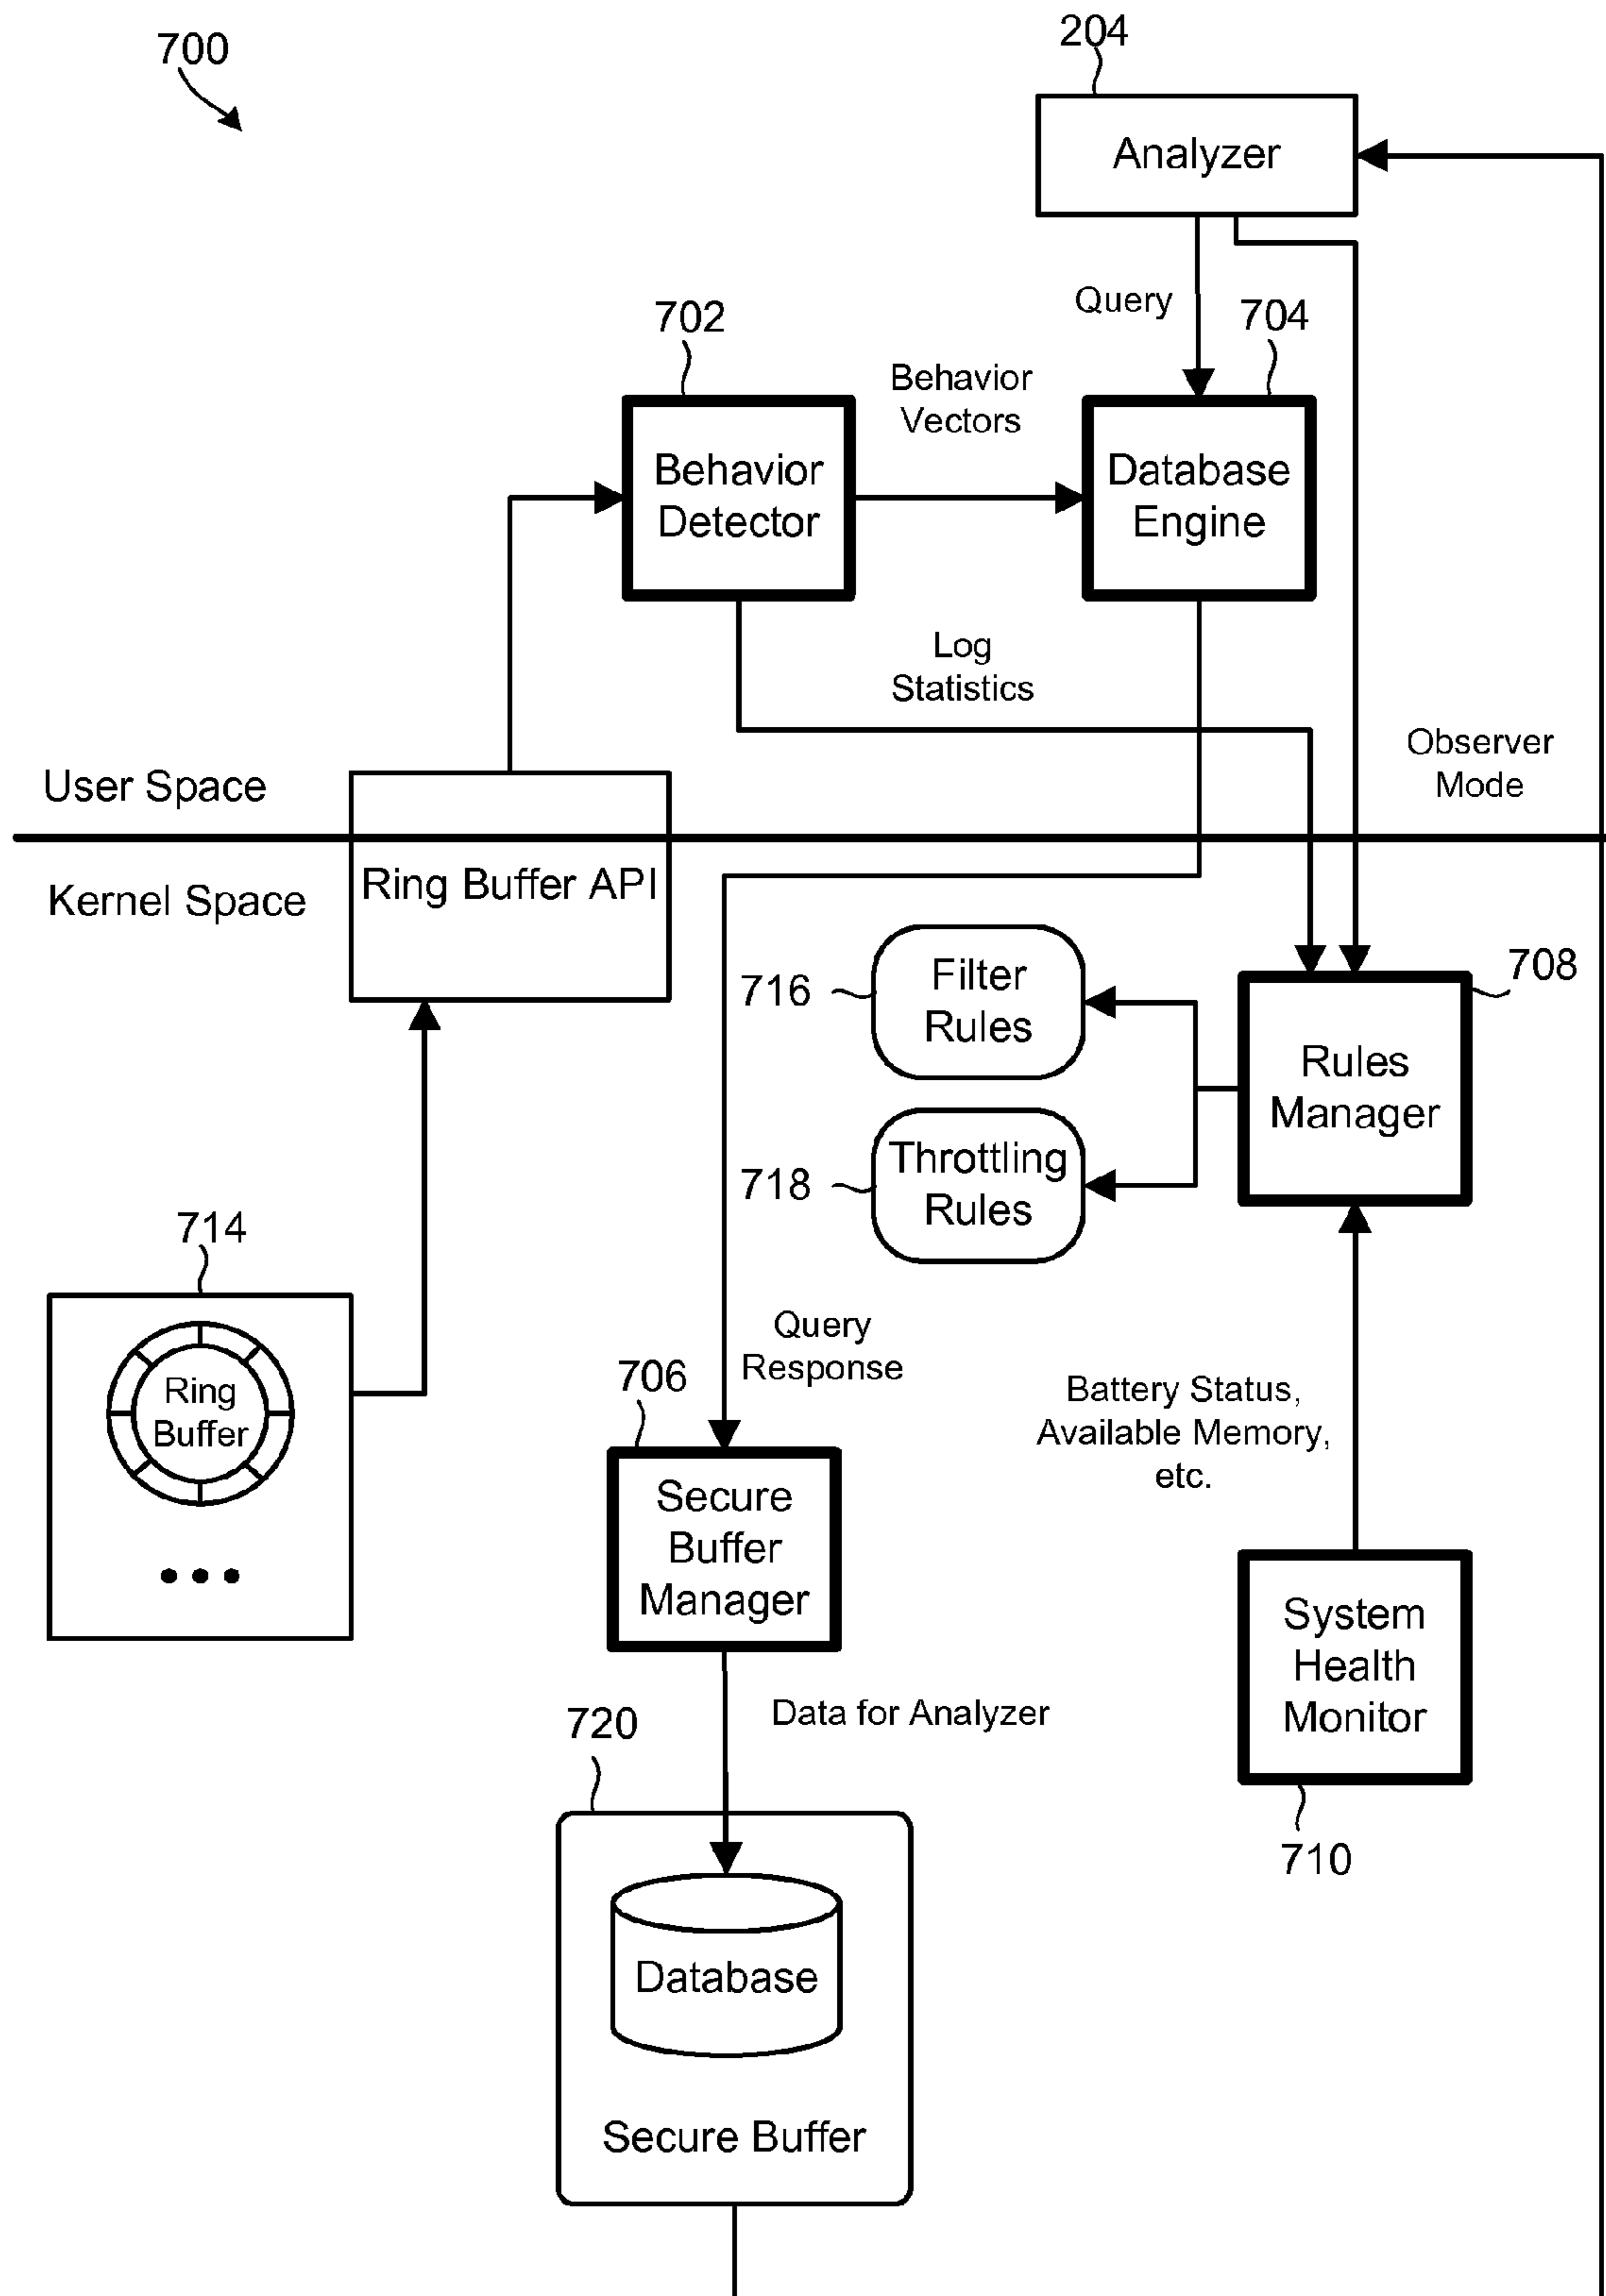 700
204
Analyzer
Query
704
702
Behavior
Vectors
Behavior
Detector
Database
Engine
Log
Statistics
Observer
Mode
User Space
Kernel Space
Ring Buffer API
716
Filter
Rules
708
Rules
Manager
718
Throttling
Rules
714
Ring
Buffer
Query
Response
706
Battery Status,
Available Memory,
etc.
Secure
Buffer
Manager
System
Health
Monitor
Data for Analyzer
720
710
Database
Secure Buffer